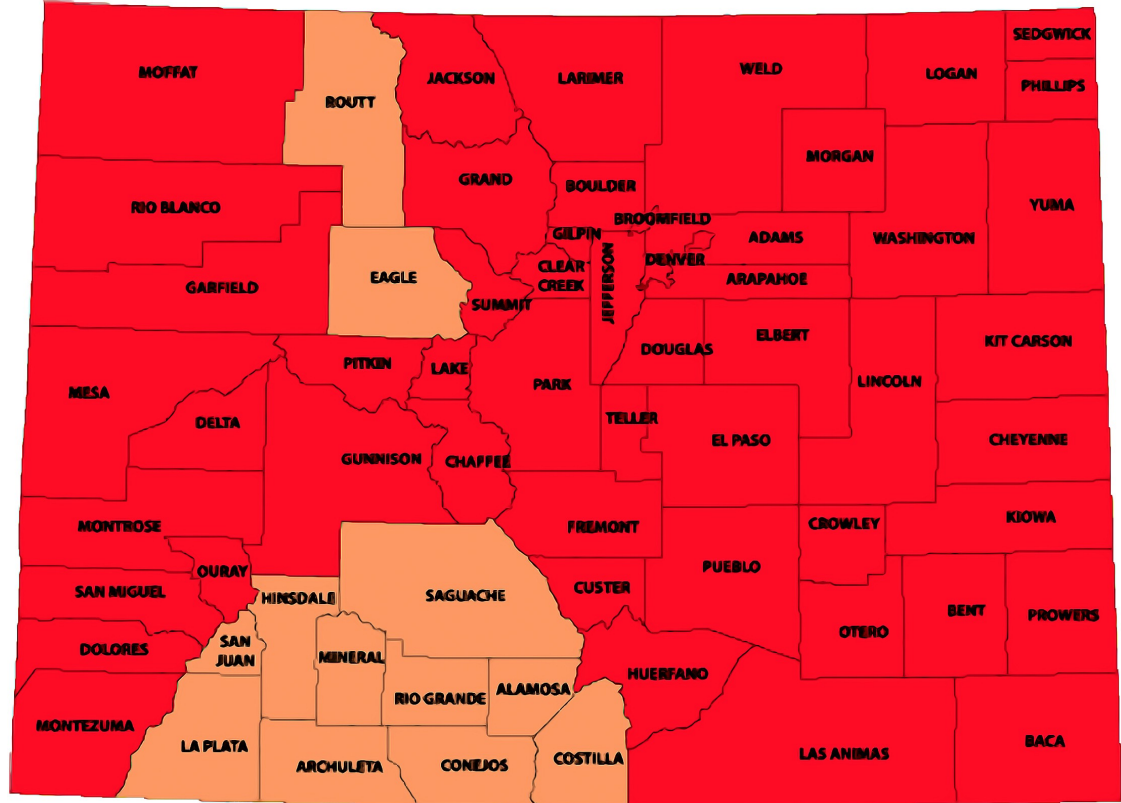 SEDGWICK
MOFFAT
JACKSON
LARIMER
WELD
LOGAN
PHILLIPS
ROUTT
MORGAN
GRAND
BOULDER
RIO BLANCO
YUMA
BROOMFIELD
GILPIN
ADAMS
WASHINGTON
DENVER
CLEAR
CREEK
JEFFERSON
EAGLE
ARAPAHOE
GARFIELD
SUMMIT
ELBERT
KIT CARSON
DOUGLAS
PITKIN
LAKE
PARK
LINCOLN
MESA
TELLER
DELTA
EL PASO
CHEYENNE
GUNNISON
CHAFFEE
KIOWA
MONTROSE
FREMONT
CROWLEY
PUEBLO
OURAY
CUSTER
SAN MIGUEL
HINSDALE
SAGUACHE
BENT
PROWERS
OTERO
SAN
JUAN
DOLORES
MINERAL
HUERFANO
ALAMOSA
RIO GRANDE
MONTEZUMA
LA PLATA
BACA
LAS ANIMAS
COSTILLA
ARCHULETA
CONEJOS